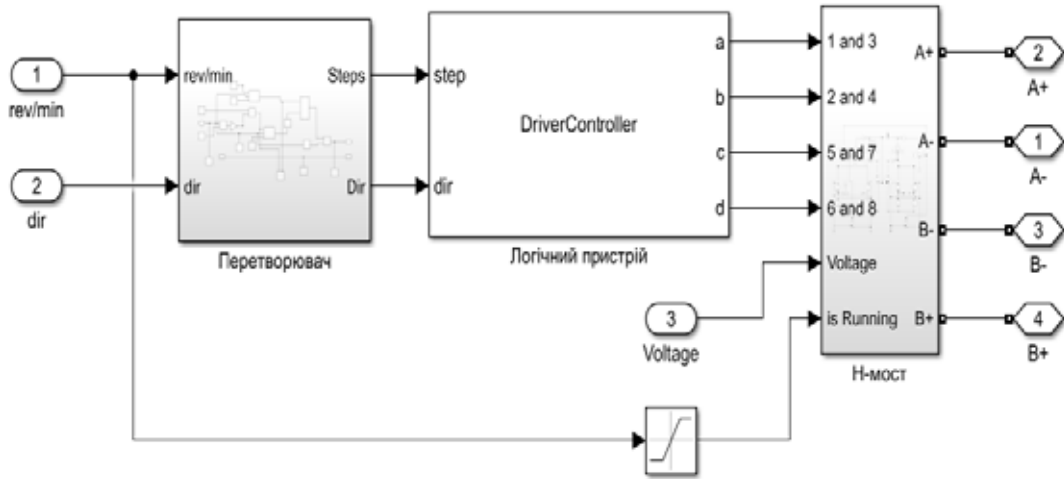 1
rev/min
2
dir
rev/min
dir
Steps
Dir
Перетворювач
step
dir
DriverController
a
b
c
d
Логічний пристрій
3
Voltage
1 and 3
2 and 4
5 and 7
6 and 8
Voltage
is Running
A+
A-
B-
B+
Н-мост
2
A+
1
A-
3
B-
4
B+